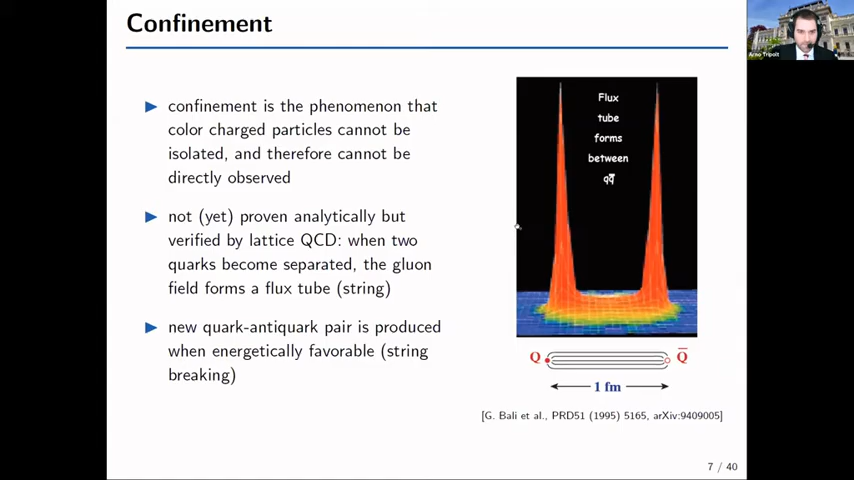 Confinement
Arno Tripolt
▶ confinement is the phenomenon that
color charged particles cannot be
isolated, and therefore cannot be
directly observed
▶ not (yet) proven analytically but
verified by lattice QCD: when two
quarks become separated, the gluon
field forms a flux tube (string)
▶ new quark-antiquark pair is produced
when energetically favorable (string
breaking)
Flux
tube
forms
between
qq̅
Q Q̅
1 fm
[G. Bali et al., PRD51 (1995) 5165, arXiv:9409005]
7 / 40